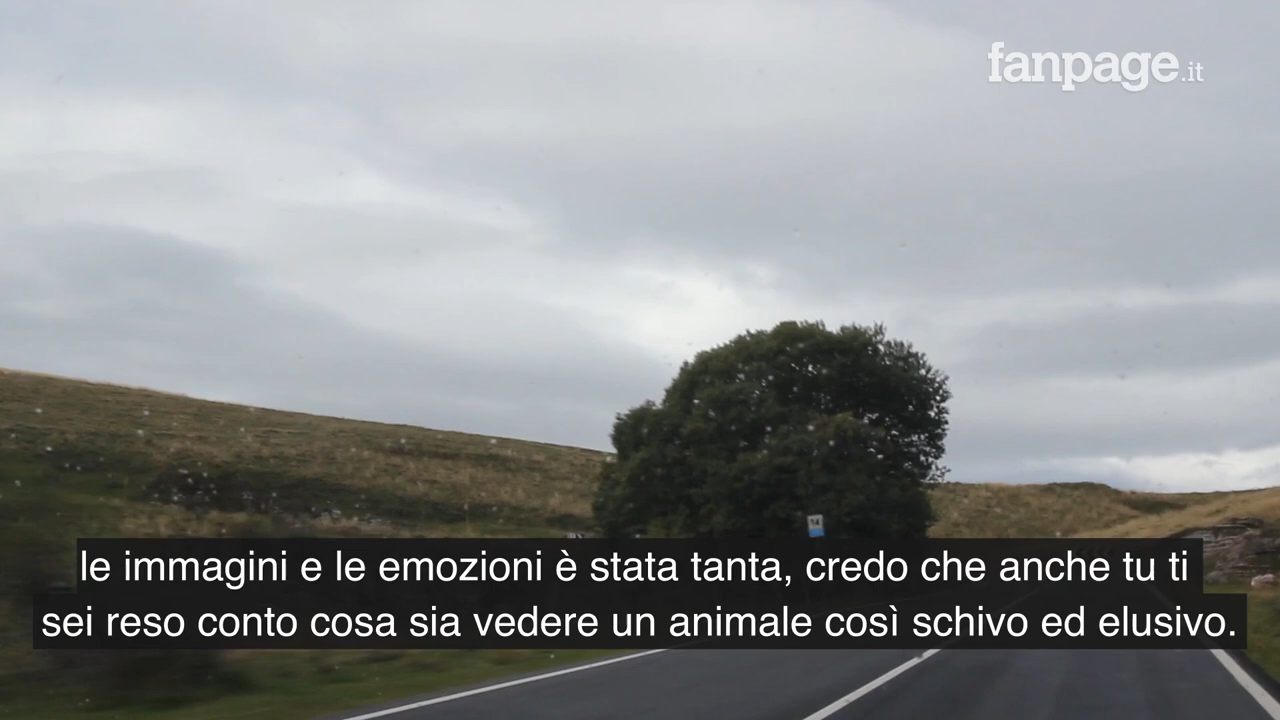 fanpage.it
14
le immagini e le emozioni è stata tanta, credo che anche tu ti
sei reso conto cosa sia vedere un animale così schivo ed elusivo.